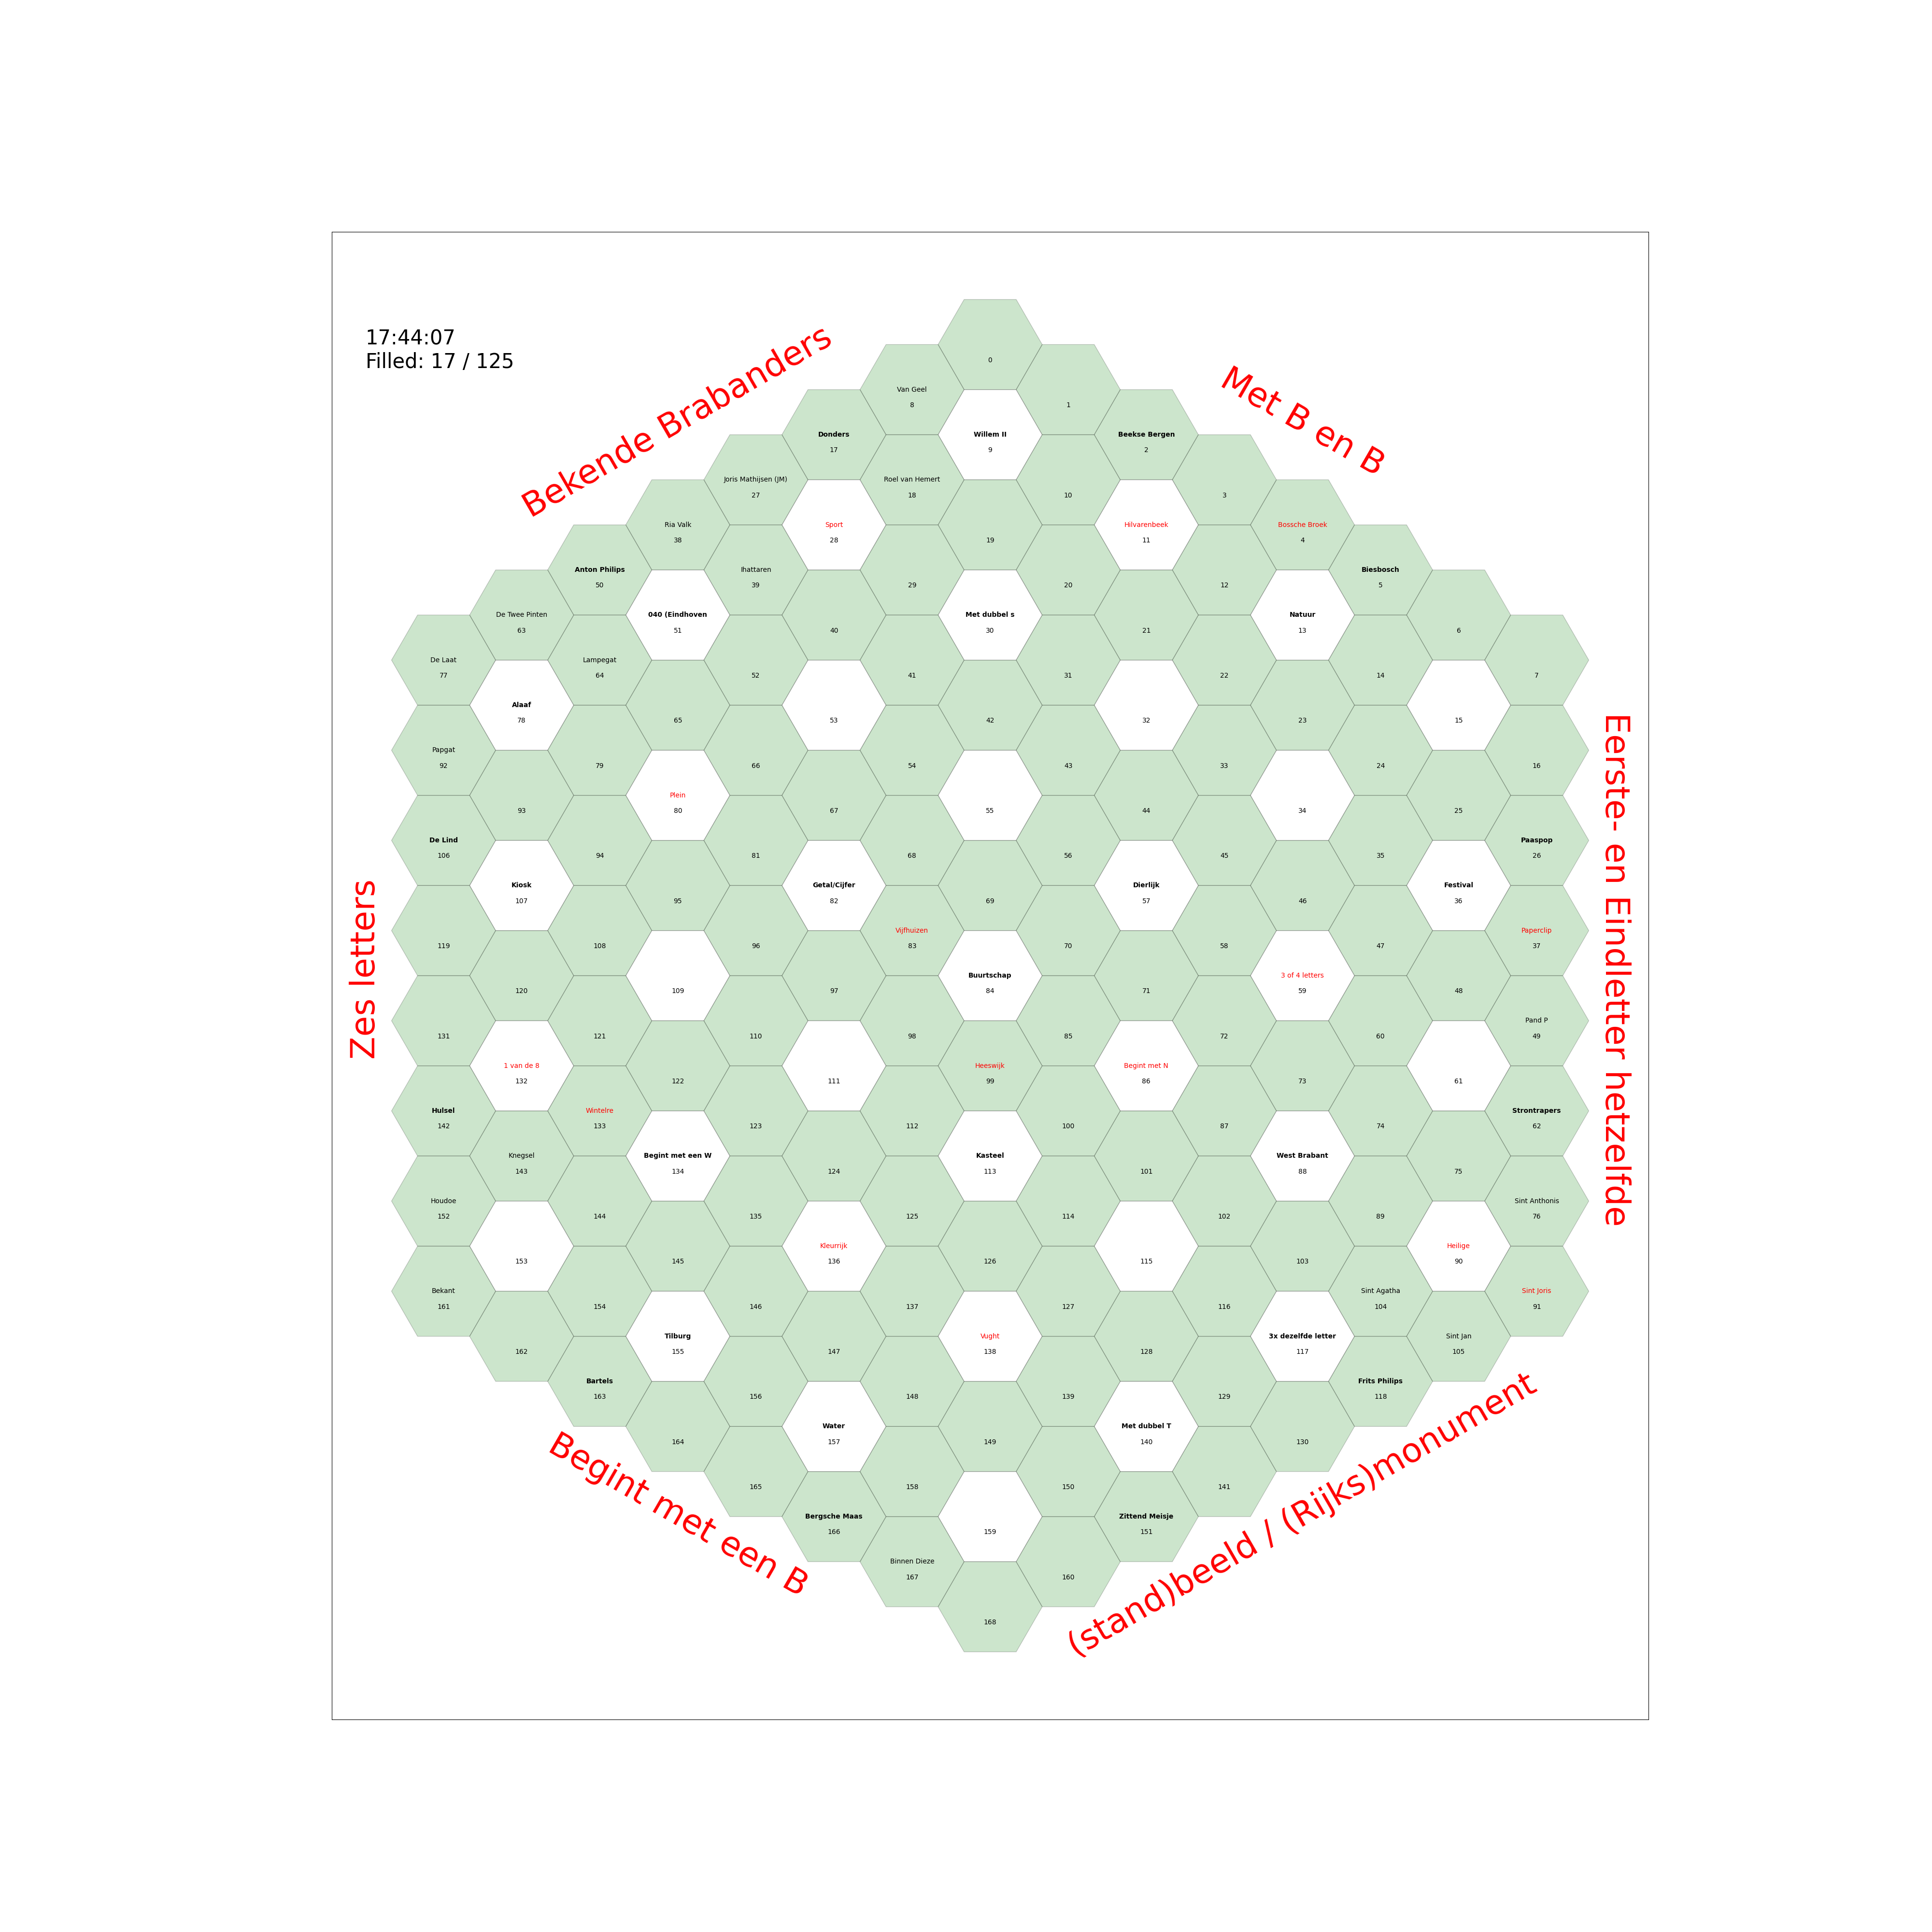 17:44:07
Filled: 17 / 125
Bekende Brabanders
Met B en B
Zes letters
Eerste- en Eindletter hetzelfde
Begint met een B
(stand)beeld / (Rijks)monument
0
Van Geel
8
1
Donders
17
Willem II
9
Beekse Bergen
2
Joris Mathijsen (JM)
27
Roel van Hemert
18
10
3
Ria Valk
38
Sport
28
19
Hilvarenbeek
11
Bossche Broek
4
Anton Philips
50
Ihattaren
39
29
20
12
Biesbosch
5
De Twee Pinten
63
040 (Eindhoven
51
40
Met dubbel s
30
21
Natuur
13
6
De Laat
77
Lampegat
64
52
41
31
22
14
7
Alaaf
78
65
53
42
32
23
15
Papgat
92
79
66
54
43
33
24
16
93
Plein
80
67
55
44
34
25
De Lind
106
94
81
68
56
45
35
Paaspop
26
Kiosk
107
95
Getal/Cijfer
82
69
Dierlijk
57
46
Festival
36
119
108
96
Vijfhuizen
83
70
58
47
Paperclip
37
120
109
97
Buurtschap
84
71
3 of 4 letters
59
48
131
121
110
98
85
72
60
Pand P
49
1 van de 8
132
122
111
Heeswijk
99
Begint met N
86
73
61
Hulsel
142
Wintelre
133
123
112
100
87
74
Strontrapers
62
Knegsel
143
Begint met een W
134
124
Kasteel
113
101
West Brabant
88
75
Houdoe
152
144
135
125
114
102
89
Sint Anthonis
76
153
145
Kleurrijk
136
126
115
103
Heilige
90
Bekant
161
154
146
137
127
116
Sint Agatha
104
Sint Joris
91
162
Tilburg
155
147
Vught
138
128
3x dezelfde letter
117
Sint Jan
105
Bartels
163
156
148
139
129
Frits Philips
118
164
Water
157
149
Met dubbel T
140
130
165
158
150
141
Bergsche Maas
166
159
Zittend Meisje
151
Binnen Dieze
167
160
168